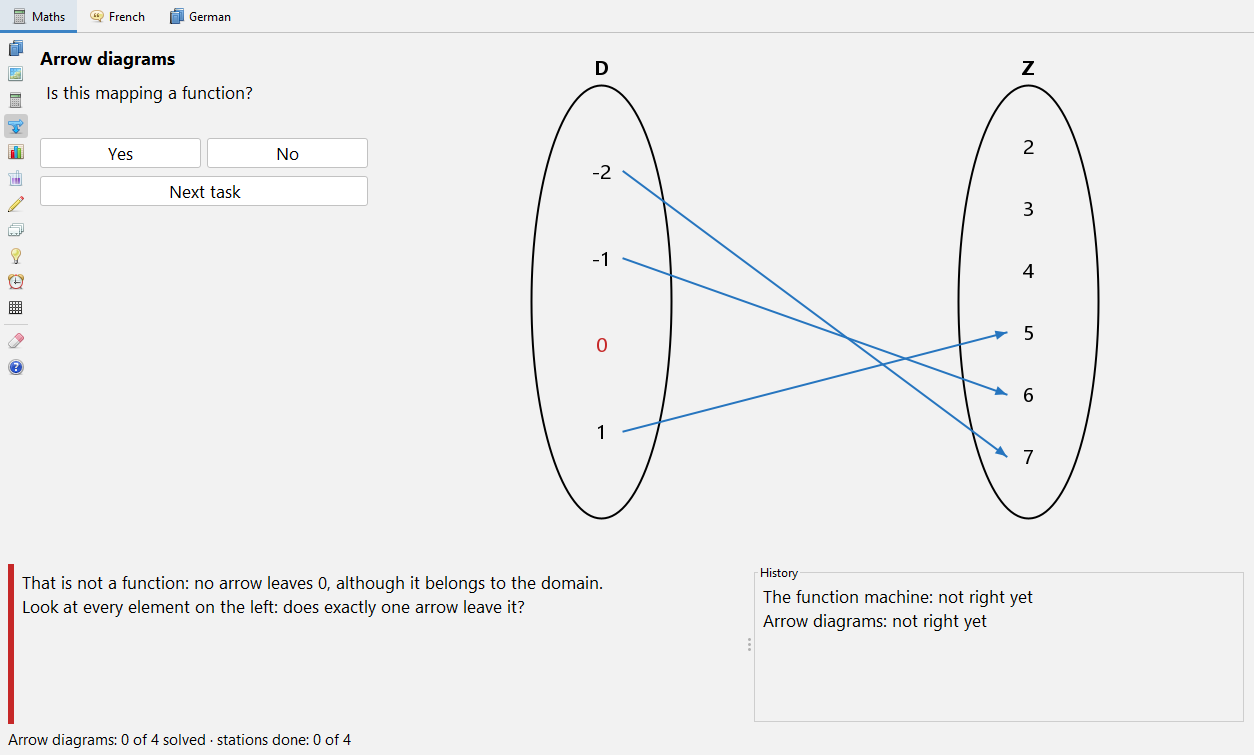 Maths
French
German
Arrow diagrams
Is this mapping a function?
Yes
No
Next task
D
-2
-1
0
1
Z
2
3
4
5
6
7
That is not a function: no arrow leaves 0, although it belongs to the domain.
Look at every element on the left: does exactly one arrow leave it?
History
The function machine: not right yet
Arrow diagrams: not right yet
Arrow diagrams: 0 of 4 solved · stations done: 0 of 4